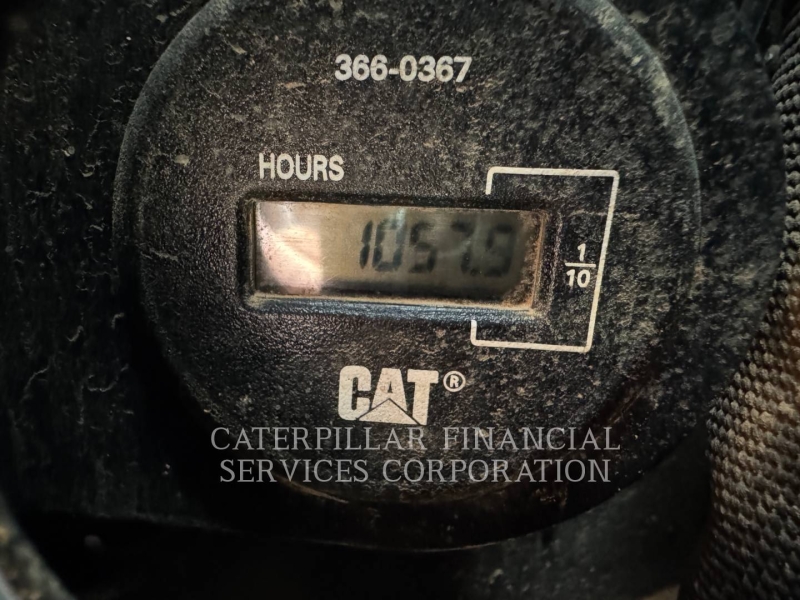 366-0367
HOURS
1057.9
1
10
CAT®
CATERPILLAR FINANCIAL
SERVICES CORPORATION